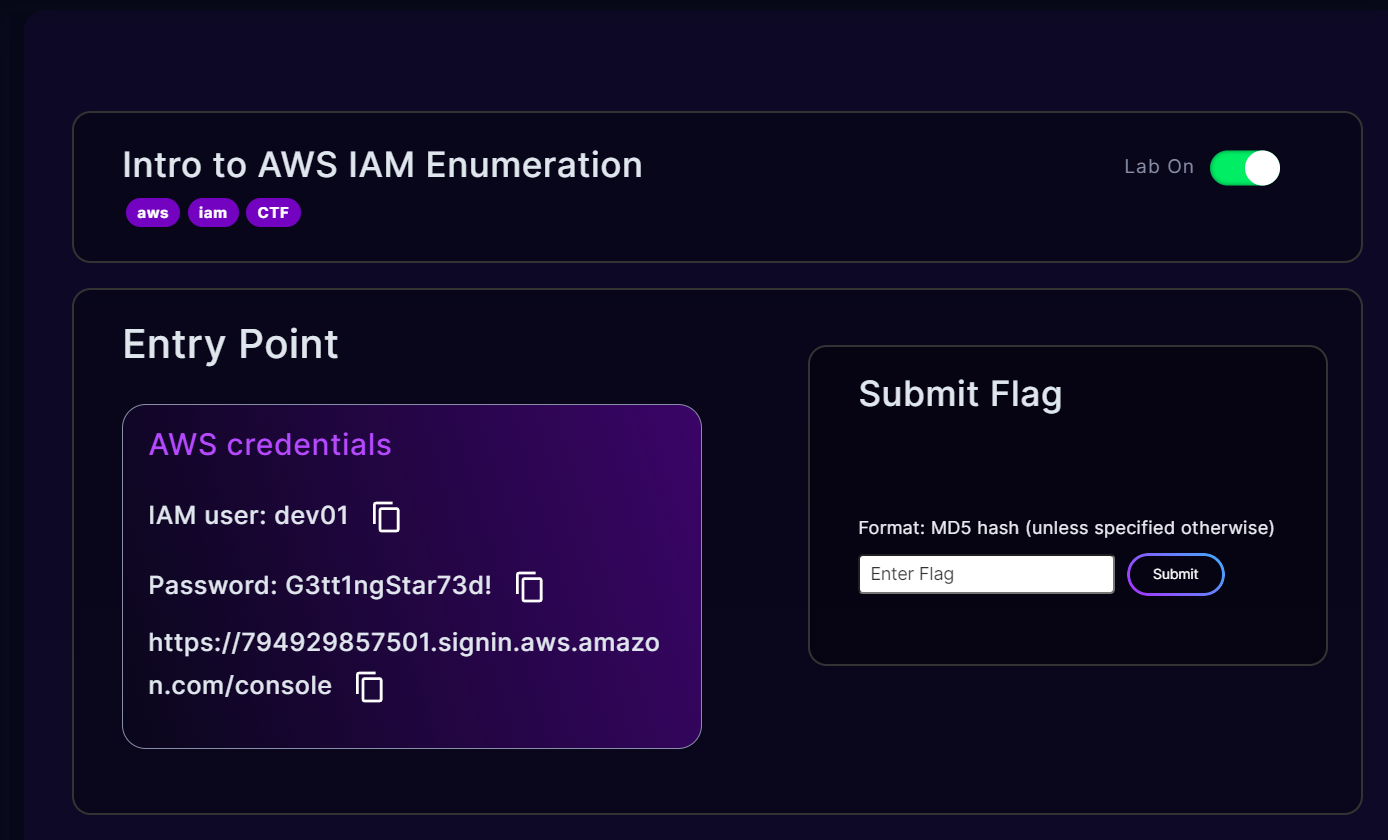 Intro to AWS IAM Enumeration
Lab On
aws iam CTF
Entry Point
AWS credentials
IAM user: dev01
Password: G3tt1ngStar73d!
https://794929857501.signin.aws.amazo
n.com/console
Submit Flag
Format: MD5 hash (unless specified otherwise)
Enter Flag
Submit